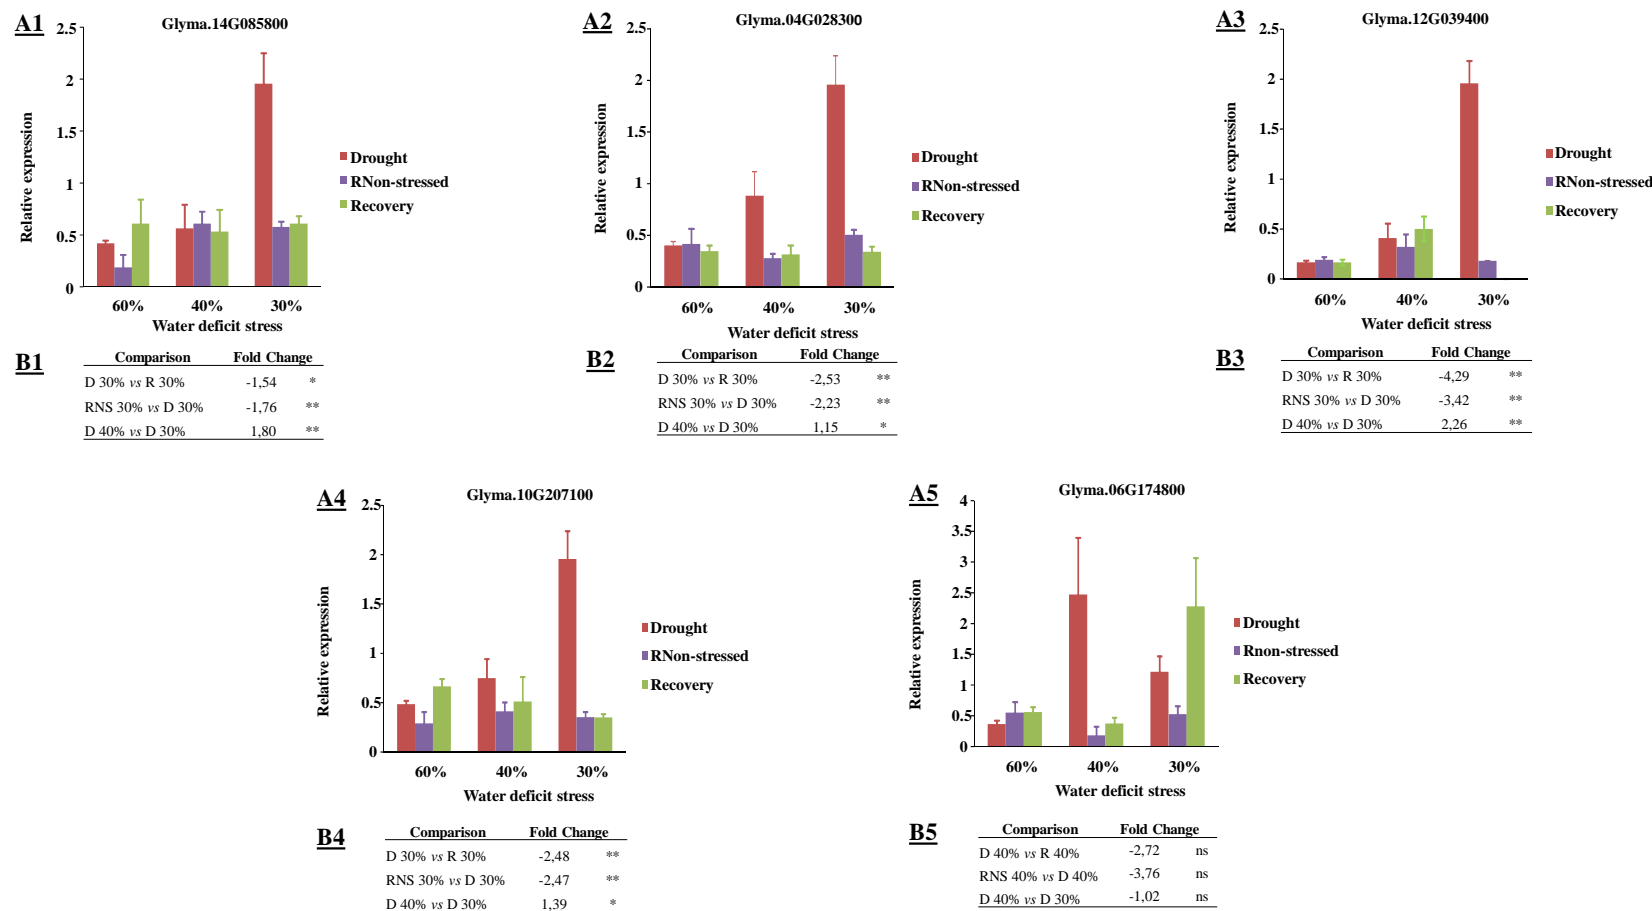 A1
Glyma.14G085800
2.5
2
1.5
1
0.5
0
Relative expression
60% 40% 30%
Water deficit stress
Drought
RNon-stressed
Recovery
A2
Glyma.04G028300
2.5
2
1.5
1
0.5
0
Relative expression
60% 40% 30%
Water deficit stress
Drought
RNon-stressed
Recovery
A3
Glyma.12G039400
2.5
2
1.5
1
0.5
0
Relative expression
60% 40% 30%
Water deficit stress
Drought
RNon-stressed
Recovery
B1
Comparison Fold Change
D 30% vs R 30% -1,54 *
RNS 30% vs D 30% -1,76 **
D 40% vs D 30% 1,80 **
B2
Comparison Fold Change
D 30% vs R 30% -2,53 **
RNS 30% vs D 30% -2,23 **
D 40% vs D 30% 1,15 *
B3
Comparison Fold Change
D 30% vs R 30% -4,29 **
RNS 30% vs D 30% -3,42 **
D 40% vs D 30% 2,26 **
A4
Glyma.10G207100
2.5
2
1.5
1
0.5
0
Relative expression
60% 40% 30%
Water deficit stress
Drought
RNon-stressed
Recovery
A5
Glyma.06G174800
4
3.5
3
2.5
2
1.5
1
0.5
0
Relative expression
60% 40% 30%
Water deficit stress
Drought
Rnon-stressed
Recovery
B4
Comparison Fold Change
D 30% vs R 30% -2,48 **
RNS 30% vs D 30% -2,47 **
D 40% vs D 30% 1,39 *
B5
Comparison Fold Change
D 40% vs R 40% -2,72 ns
RNS 40% vs D 40% -3,76 ns
D 40% vs D 30% -1,02 ns